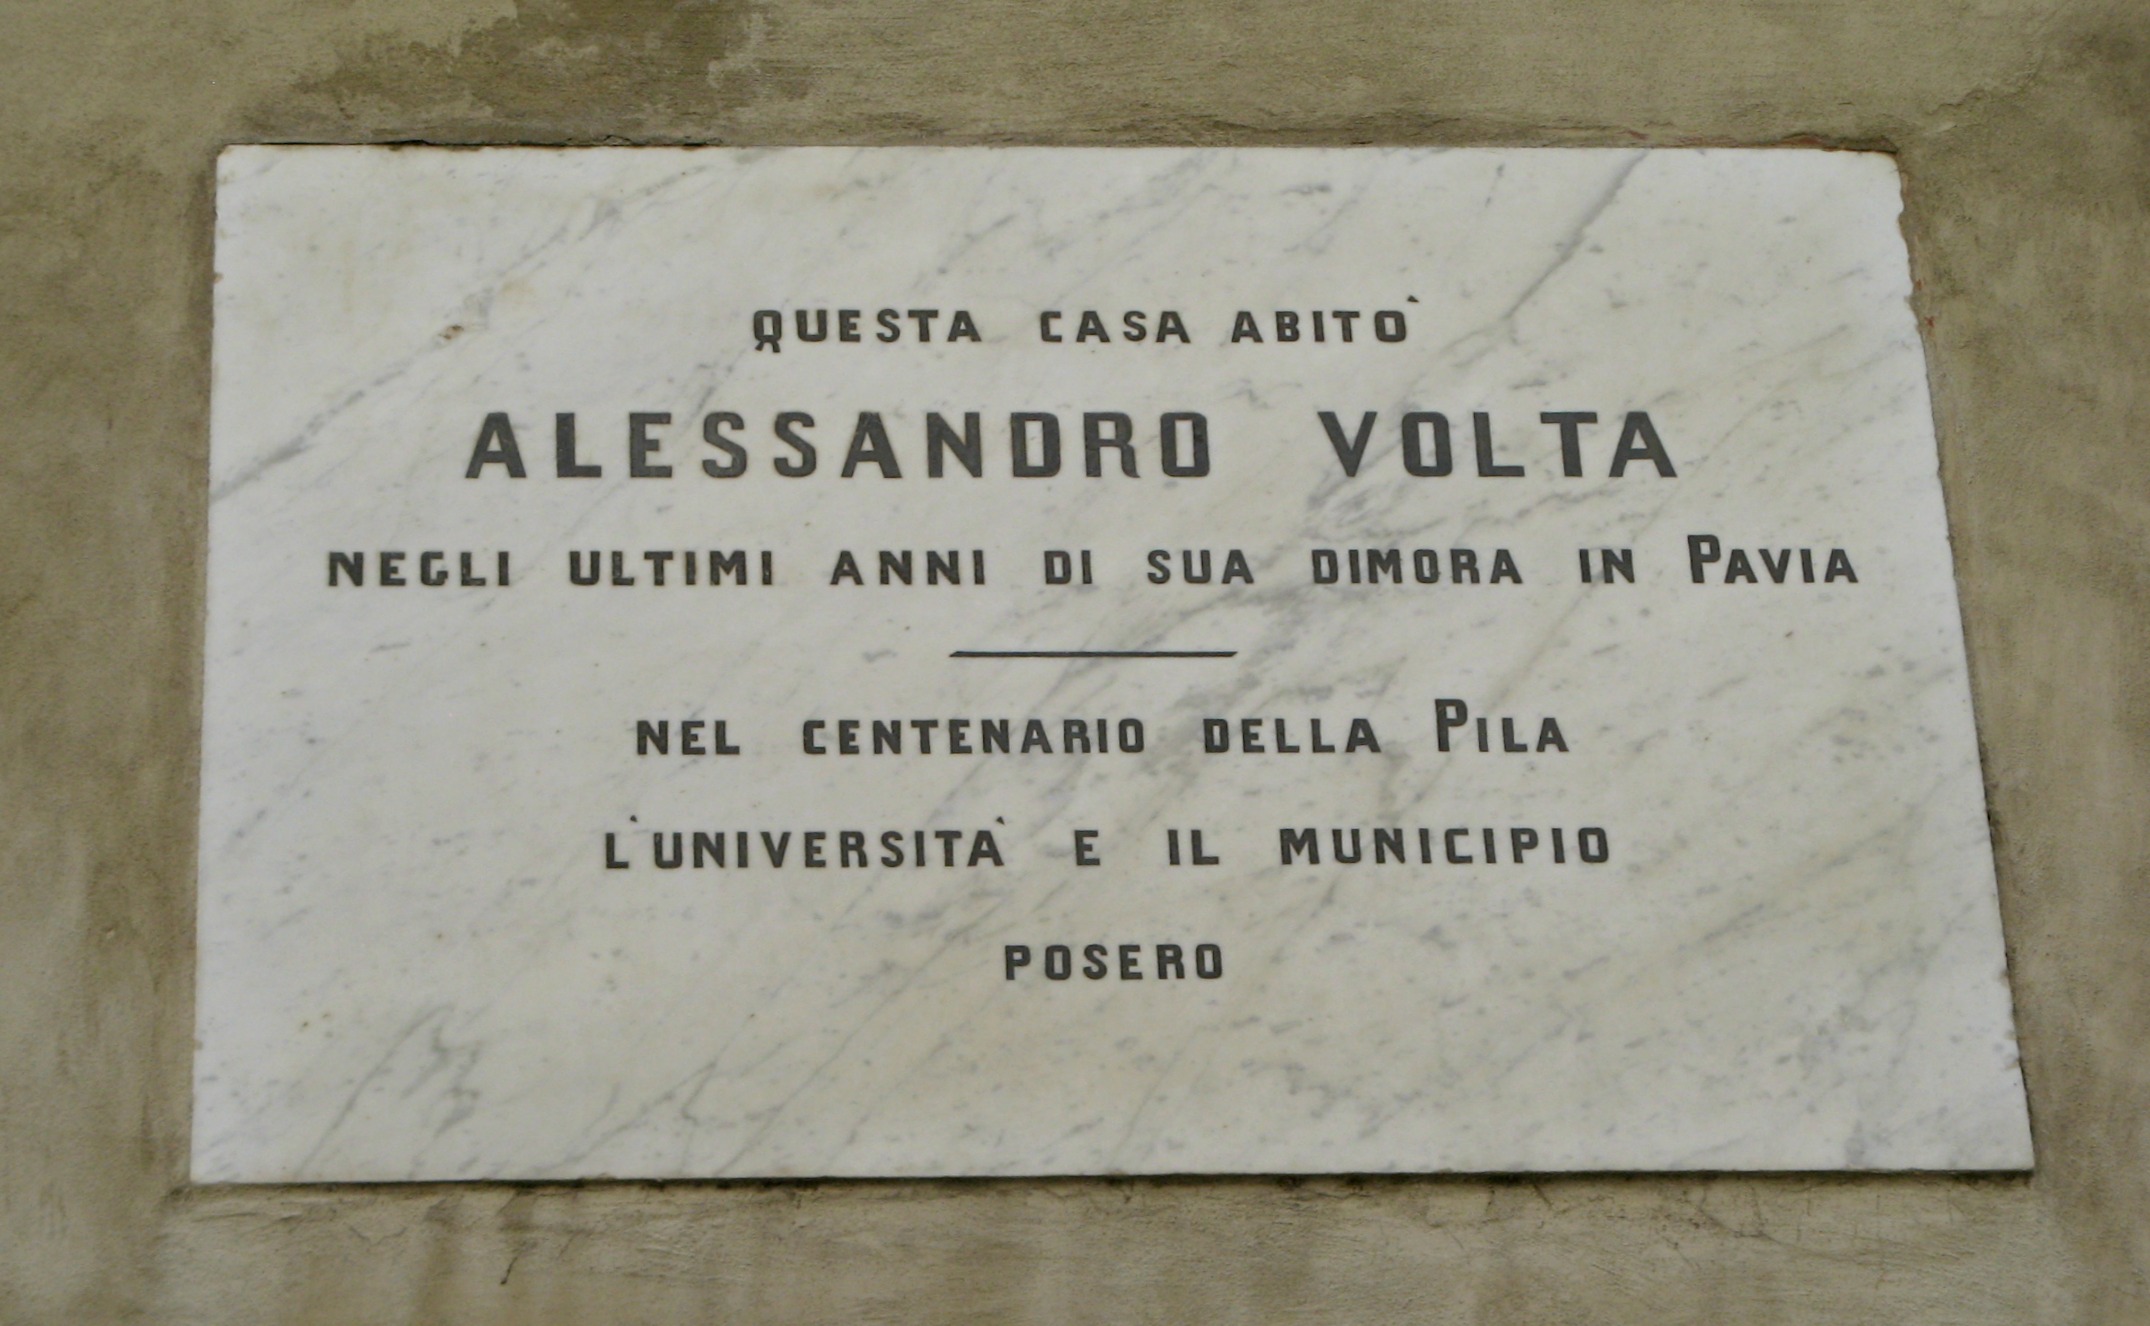 QUESTA CASA ABITÒ
ALESSANDRO VOLTA
NEGLI ULTIMI ANNI DI SUA DIMORA IN PAVIA
NEL CENTENARIO DELLA PILA
L'UNIVERSITÀ E IL MUNICIPIO
POSERO